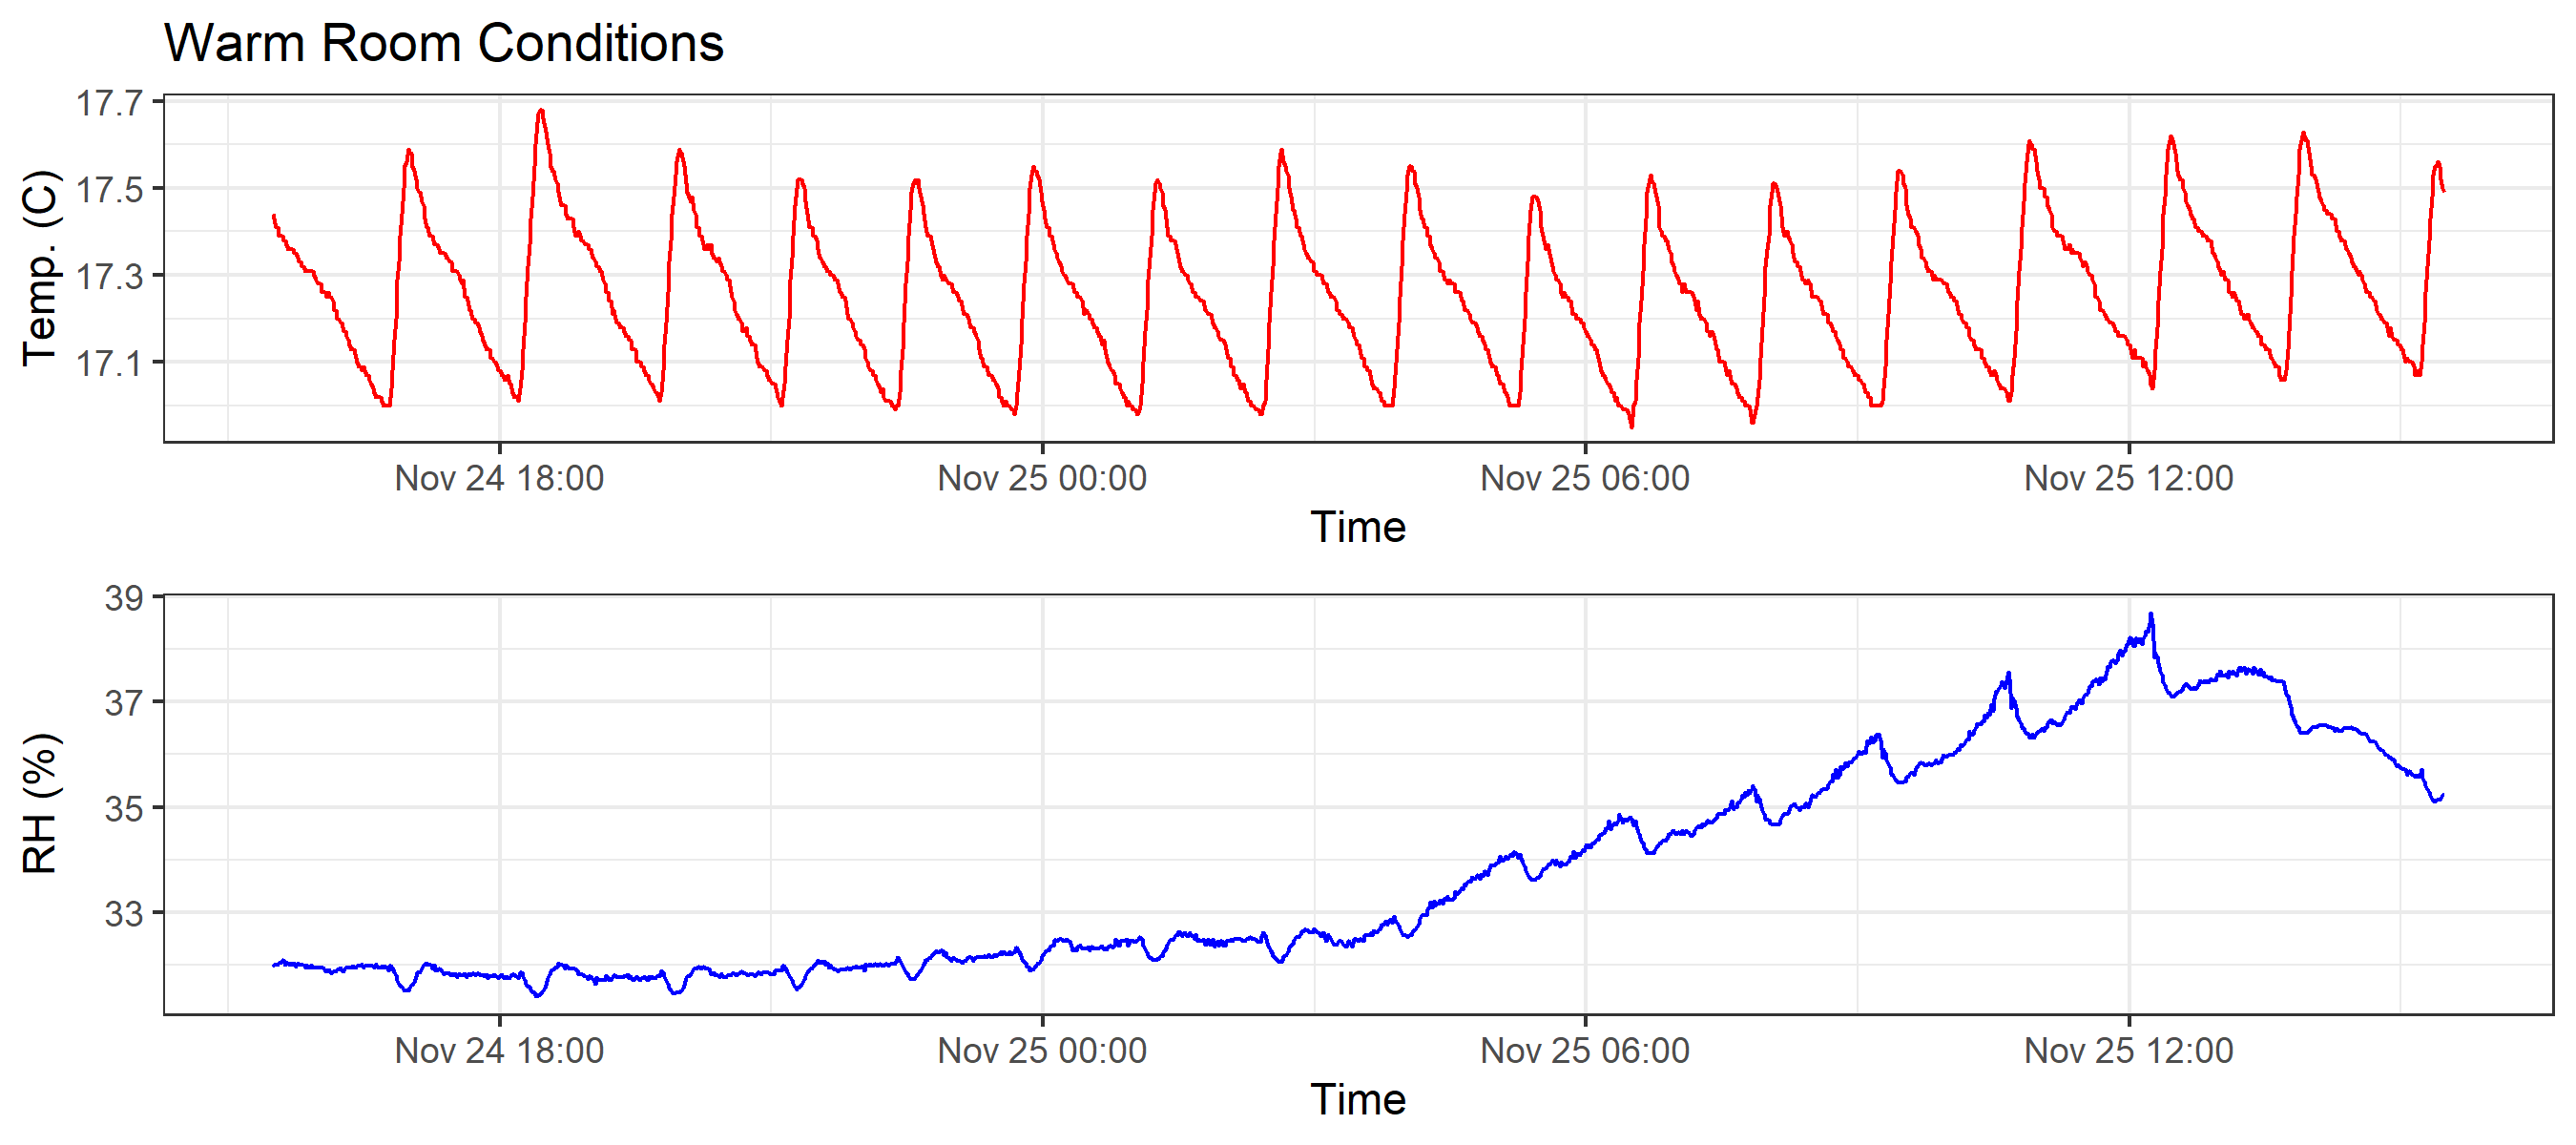 Warm Room Conditions
Temp. (C)
17.7
17.5
17.3
17.1
Nov 24 18:00 Nov 25 00:00 Nov 25 06:00 Nov 25 12:00
Time
RH (%)
39
37
35
33
Nov 24 18:00 Nov 25 00:00 Nov 25 06:00 Nov 25 12:00
Time